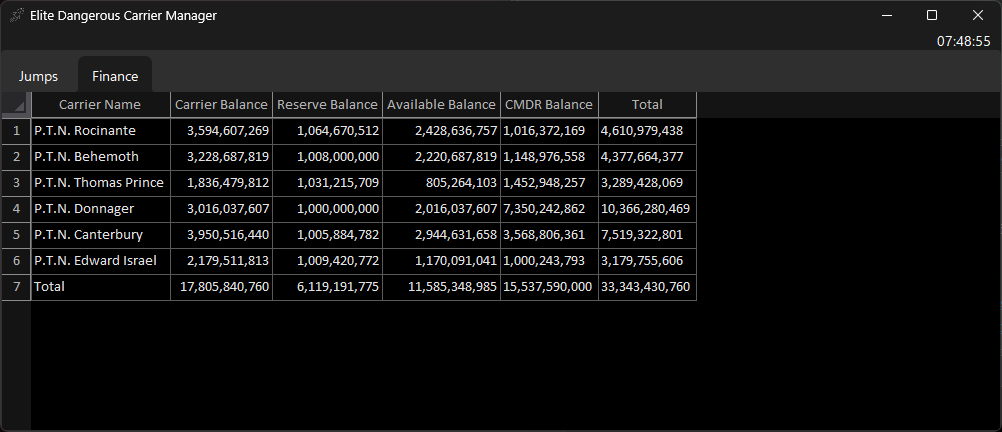 Elite Dangerous Carrier Manager
07:48:55
Jumps Finance
Carrier Name Carrier Balance Reserve Balance Available Balance CMDR Balance Total
1 P.T.N. Rocinante 3,594,607,269 1,064,670,512 2,428,636,757 1,016,372,169 4,610,979,438
2 P.T.N. Behemoth 3,228,687,819 1,008,000,000 2,220,687,819 1,148,976,558 4,377,664,377
3 P.T.N. Thomas Prince 1,836,479,812 1,031,215,709 805,264,103 1,452,948,257 3,289,428,069
4 P.T.N. Donnager 3,016,037,607 1,000,000,000 2,016,037,607 7,350,242,862 10,366,280,469
5 P.T.N. Canterbury 3,950,516,440 1,005,884,782 2,944,631,658 3,568,806,361 7,519,322,801
6 P.T.N. Edward Israel 2,179,511,813 1,009,420,772 1,170,091,041 1,000,243,793 3,179,755,606
7 Total 17,805,840,760 6,119,191,775 11,585,348,985 15,537,590,000 33,343,430,760